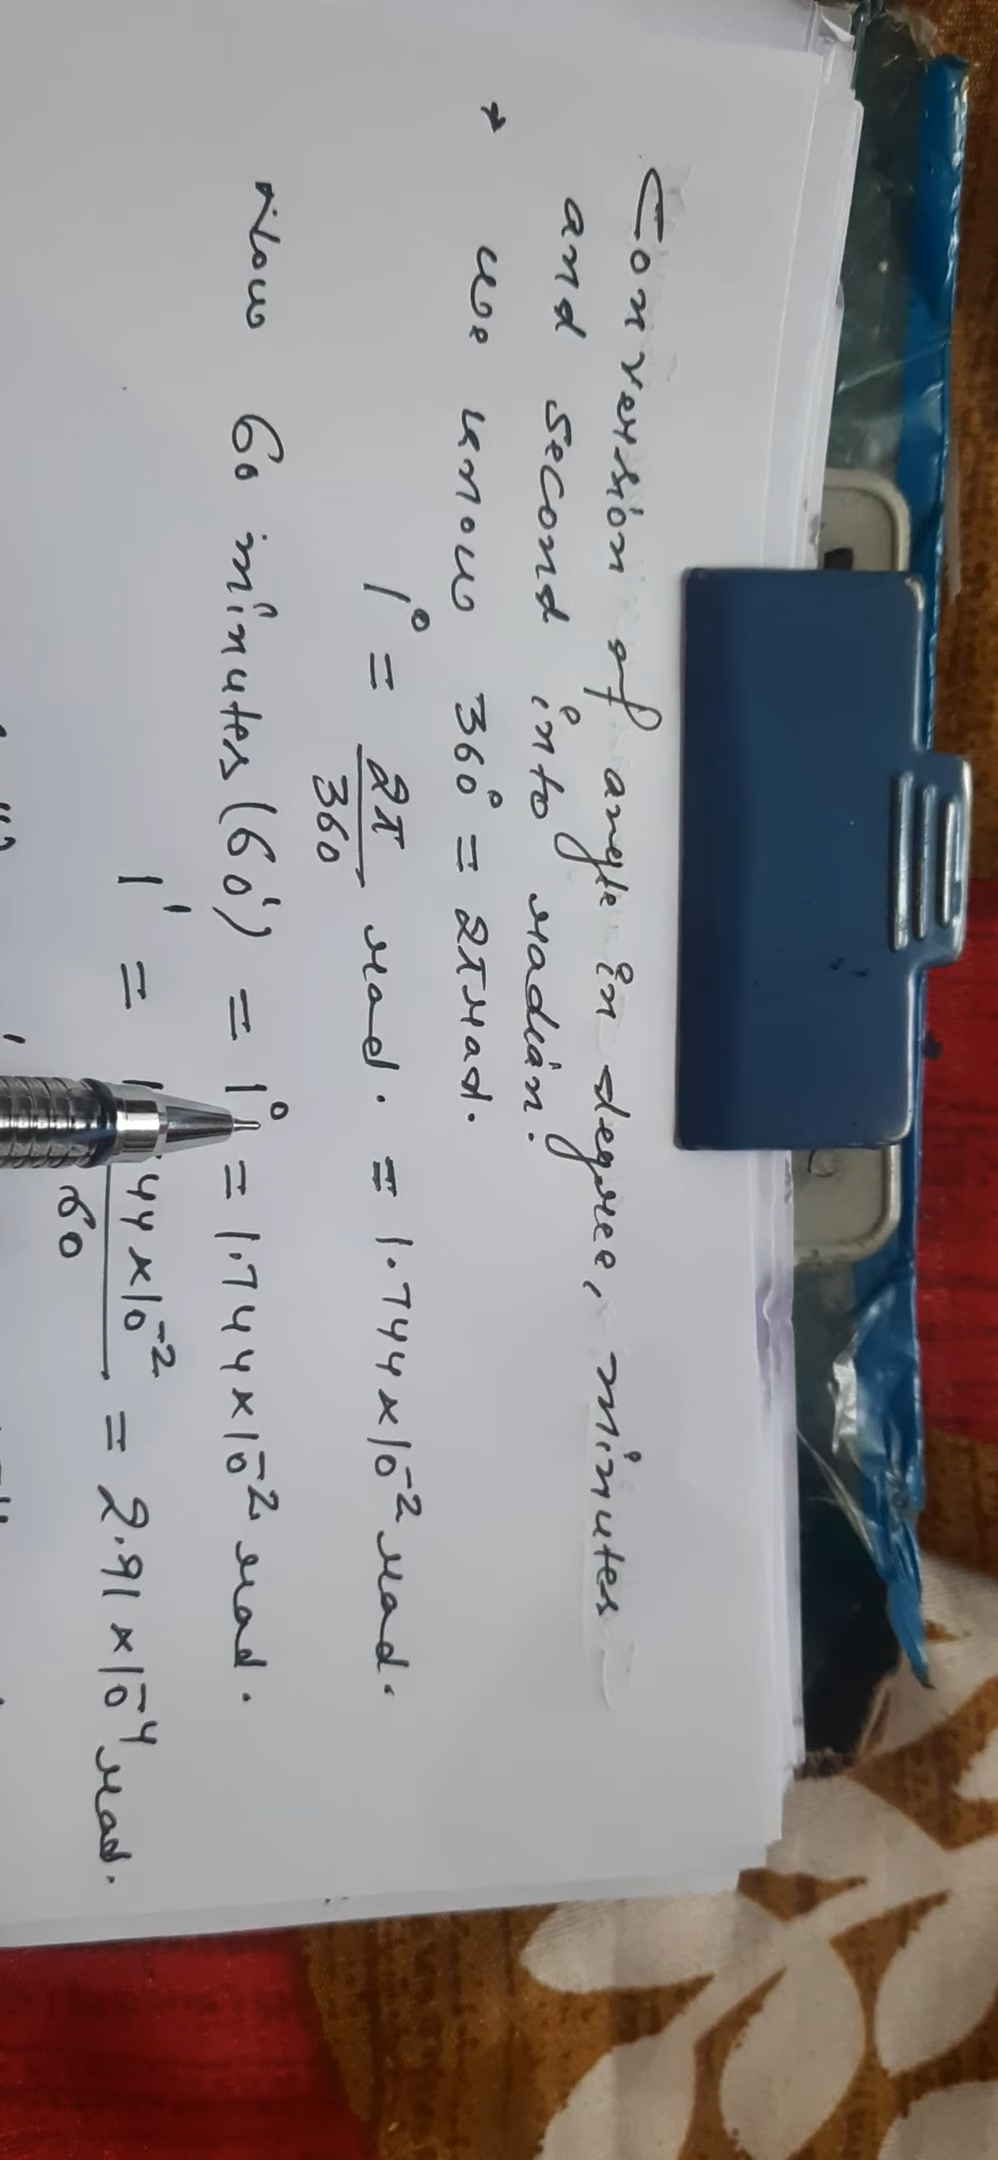 Conversion of angle in degree, minutes
and second into radian.
* we know 360° = 2π rad.
1° = 2π/360 rad. = 1.744×10⁻² rad.
Now 60 minutes (60') = 1° = 1.744×10⁻² rad.
1' = 1.744×10⁻²/60 = 2.91×10⁻⁴ rad.